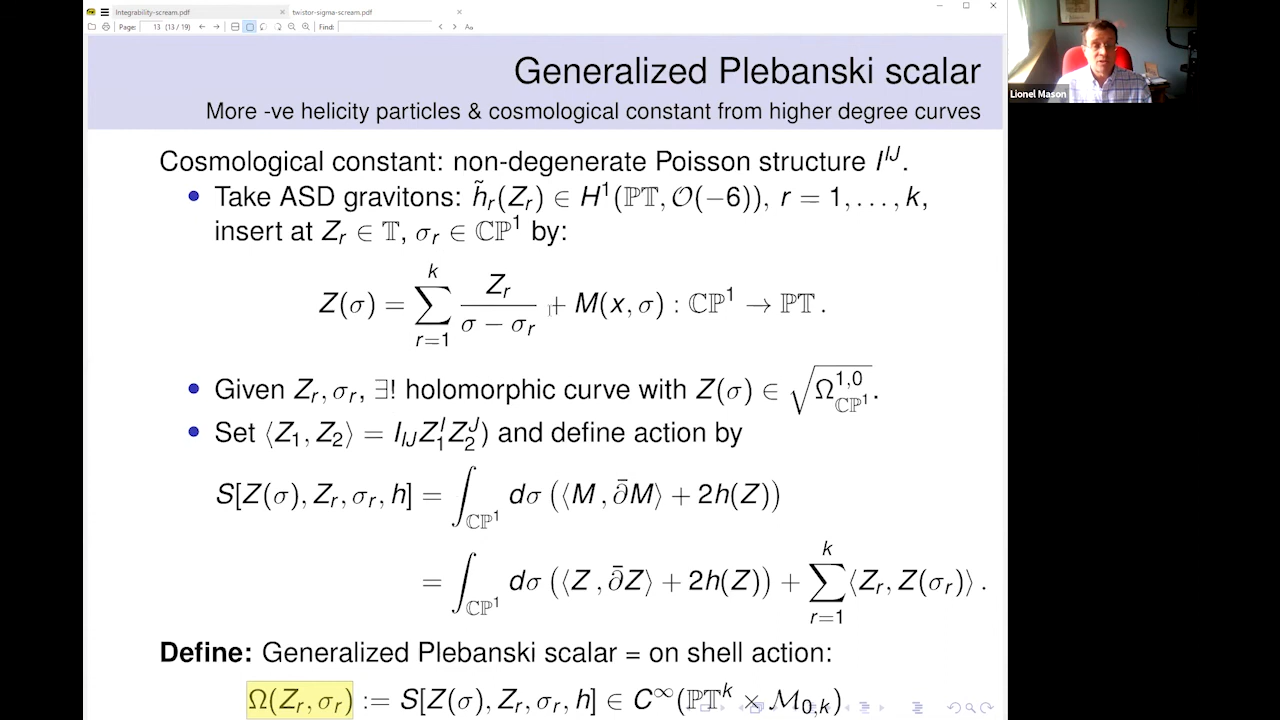 Integrability-scream.pdf
twistor-sigma-scream.pdf
Page: 13 (13 / 19) Find: Aa
Generalized Plebanski scalar
More -ve helicity particles & cosmological constant from higher degree curves
Lionel Mason
Cosmological constant: non-degenerate Poisson structure I^{IJ}.
• Take ASD gravitons: h̃_r(Z_r) ∈ H^1(ℙ𝕋, 𝒪(−6)), r = 1, . . . , k,
insert at Z_r ∈ 𝕋, σ_r ∈ ℂℙ^1 by:
Z(σ) = ∑_{r=1}^{k} Z_r / (σ − σ_r) + M(x, σ) : ℂℙ^1 → ℙ𝕋 .
• Given Z_r, σ_r, ∃! holomorphic curve with Z(σ) ∈ √(Ω^{1,0}_{ℂℙ^1}).
• Set ⟨Z_1, Z_2⟩ = I_{IJ}Z_1^I Z_2^J) and define action by
S[Z(σ), Z_r, σ_r, h] = ∫_{ℂℙ^1} dσ (⟨M , ∂̄M⟩ + 2h(Z))
= ∫_{ℂℙ^1} dσ (⟨Z , ∂̄Z⟩ + 2h(Z)) + ∑_{r=1}^{k} ⟨Z_r, Z(σ_r)⟩ .
Define: Generalized Plebanski scalar = on shell action:
Ω(Z_r, σ_r) := S[Z(σ), Z_r, σ_r, h] ∈ C^∞(ℙ𝕋^k × ℳ_{0,k})